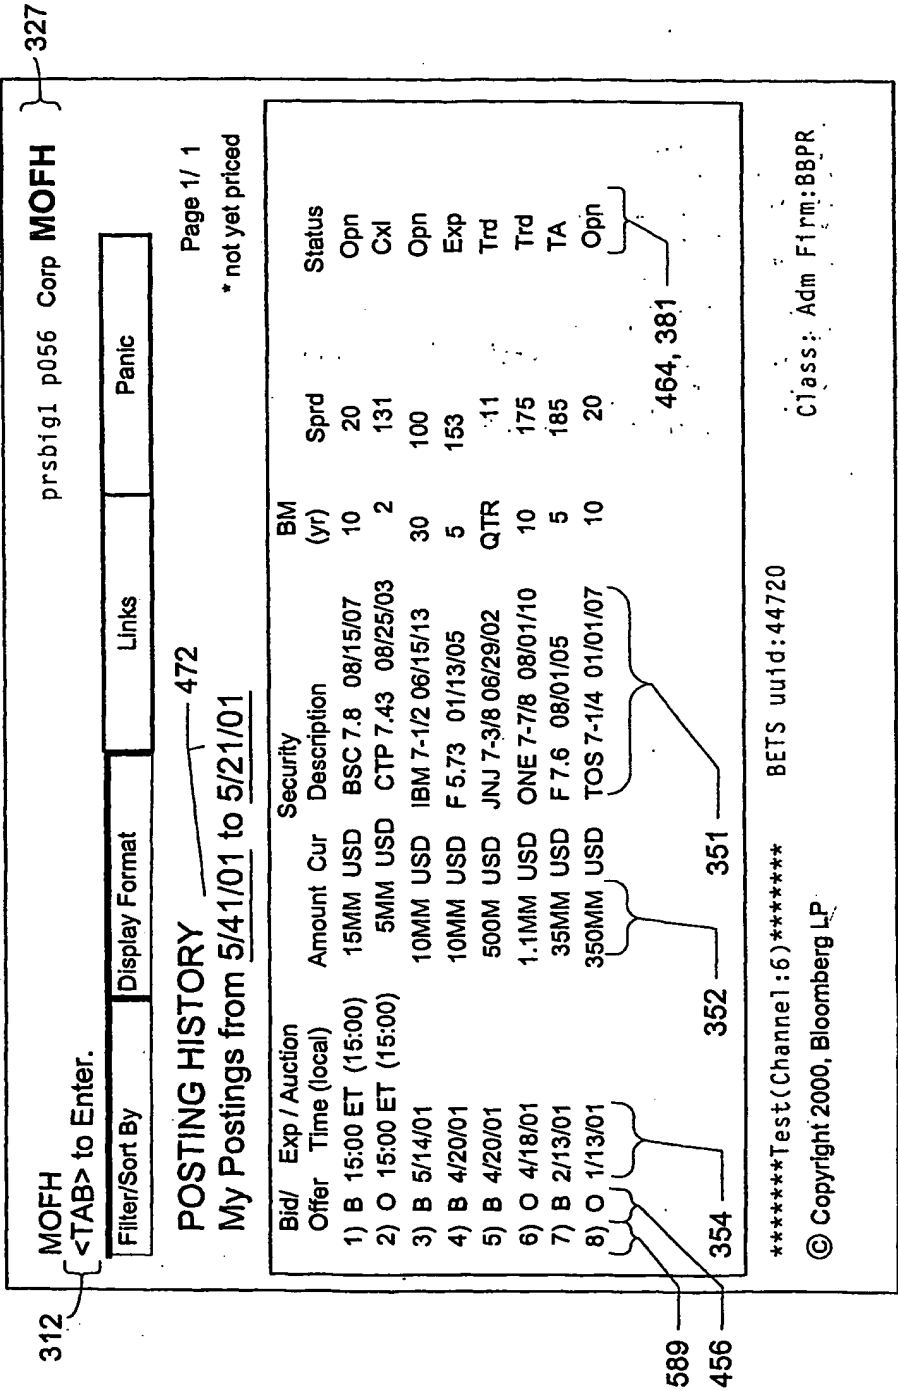 327
MOFH prsbigl p056 Corp MOFH
312 <TAB> to Enter.
Filter/Sort By Display Format Links Panic
POSTING HISTORY 472 Page 1/ 1
My Postings from 5/41/01 to 5/21/01 *not yet priced
Bid/ Exp / Auction Security BM
Offer Time (local) Amount Cur Description (yr) Sprd Status
1) B 15:00 ET (15:00) 15MM USD BSC 7.8 08/15/07 10 20 Opn
2) O 15:00 ET (15:00) 5MM USD CTP 7.43 08/25/03 2 131 Cxl
3) B 5/14/01 10MM USD IBM 7-1/2 06/15/13 30 100 Opn
4) B 4/20/01 10MM USD F 5.73 01/13/05 5 153 Exp
5) B 4/20/01 500M USD JNJ 7-3/8 06/29/02 QTR 11 Trd
6) O 4/18/01 1.1MM USD ONE 7-7/8 08/01/10 10 175 Trd
7) B 2/13/01 35MM USD F 7.6 08/01/05 5 185 TA
8) O 1/13/01 350MM USD TOS 7-1/4 01/01/07 10 20 Opn
464, 381
589
456
354 352 351
*******Test(Channel:6)******* BETS uuid:44720 Class: Adm Firm:BBPR
© Copyright 2000, Bloomberg LP